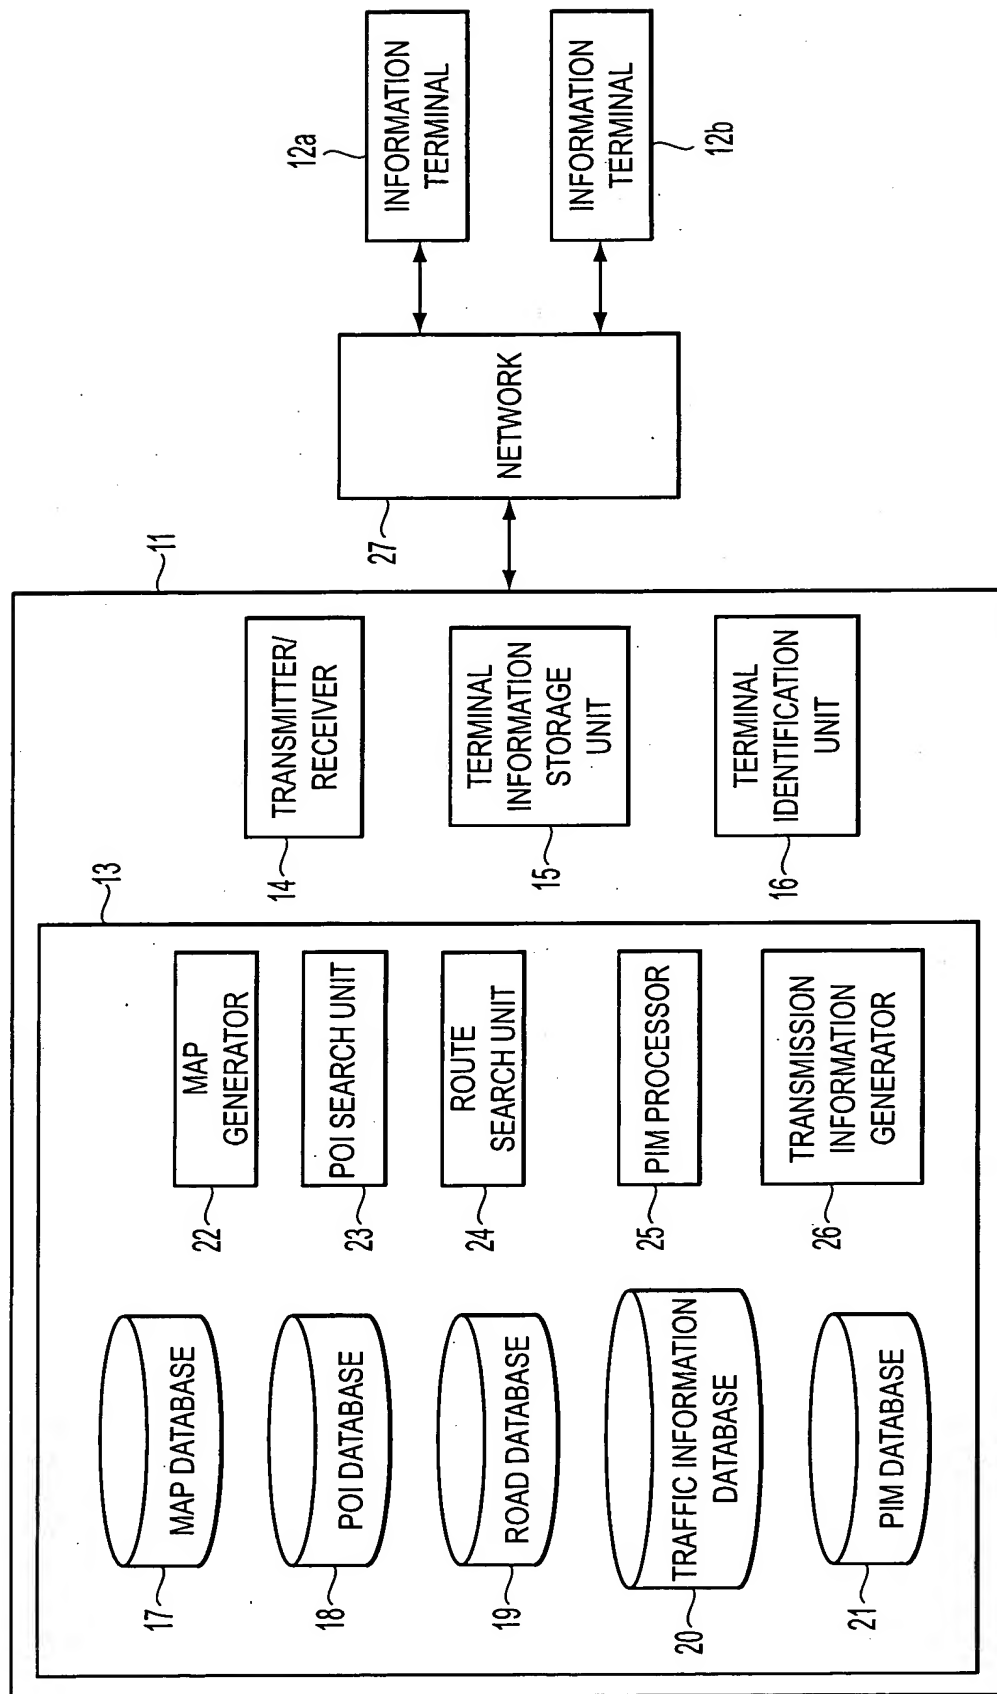 11
13
17
MAP DATABASE
18
POI DATABASE
19
ROAD DATABASE
20
TRAFFIC INFORMATION
DATABASE
21
PIM DATABASE
22
MAP
GENERATOR
23
POI SEARCH UNIT
24
ROUTE
SEARCH UNIT
25
PIM PROCESSOR
26
TRANSMISSION
INFORMATION
GENERATOR
14
TRANSMITTER/
RECEIVER
15
TERMINAL
INFORMATION
STORAGE
UNIT
16
TERMINAL
IDENTIFICATION
UNIT
27
NETWORK
12a
INFORMATION
TERMINAL
12b
INFORMATION
TERMINAL